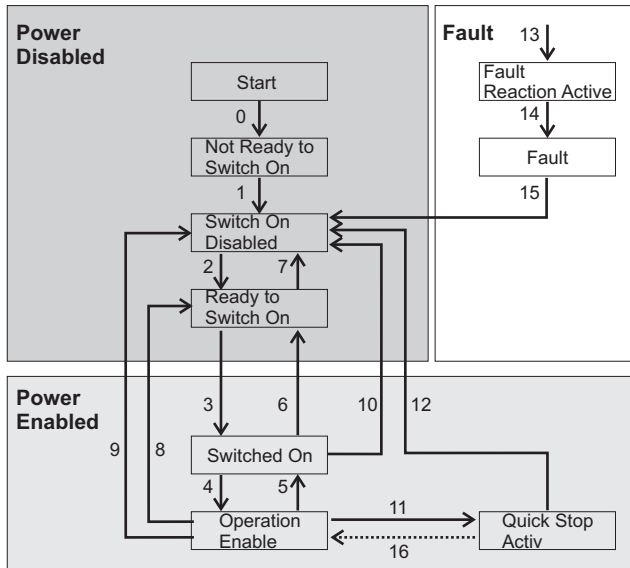 Power
Disabled
Fault
13
Fault
Reaction Active
Start
14
0
Not Ready to
Switch On
Fault
1
15
Switch On
Disabled
2
7
Ready to
Switch On
Power
Enabled
3
6
10
12
9
8
Switched On
4
5
11
Operation
Enable
Quick Stop
Activ
16